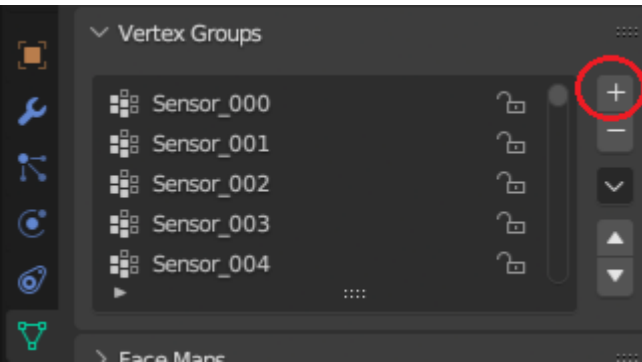 Vertex Groups
Sensor_000
Sensor_001
Sensor_002
Sensor_003
Sensor_004
Face Maps